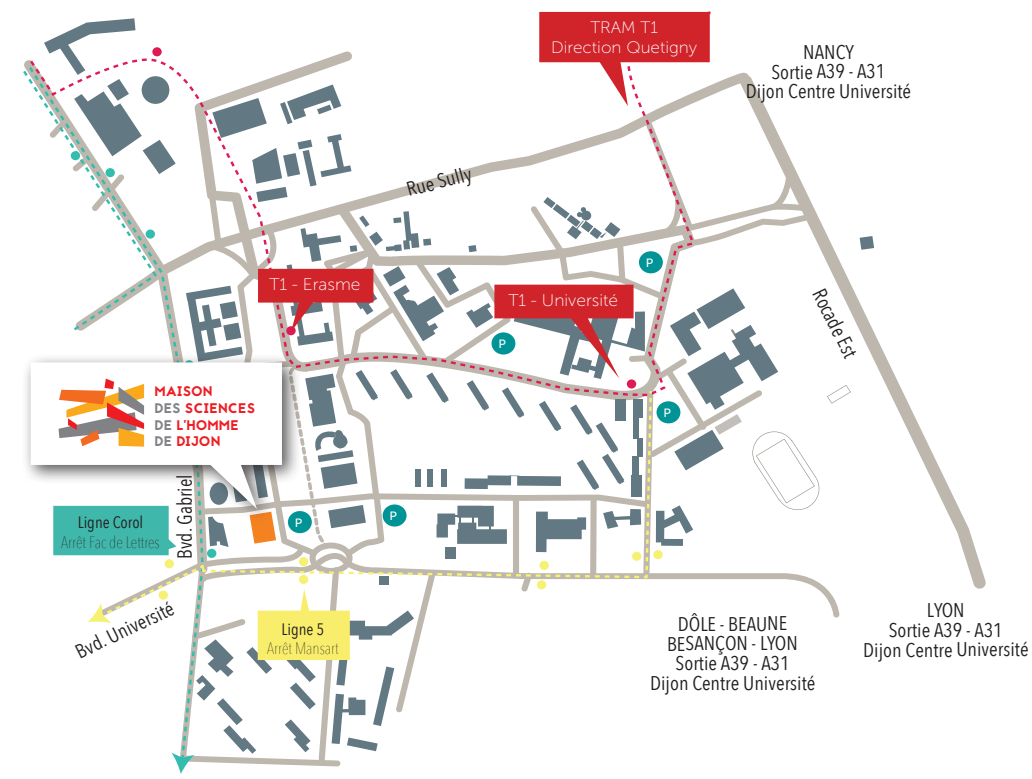 TRAM T1
Direction Quetigny
NANCY
Sortie A39 - A31
Dijon Centre Université
Rue Sully
P
T1 - Erasme
T1 - Université
P
Rocade Est
MAISON
DES SCIENCES
DE L'HOMME
DE DIJON
P
Bvd. Gabriel
Ligne Corol
Arrêt Fac de Lettres
P
P
Bvd. Université
Ligne 5
Arrêt Mansart
DÔLE - BEAUNE
BESANÇON - LYON
Sortie A39 - A31
Dijon Centre Université
LYON
Sortie A39 - A31
Dijon Centre Université